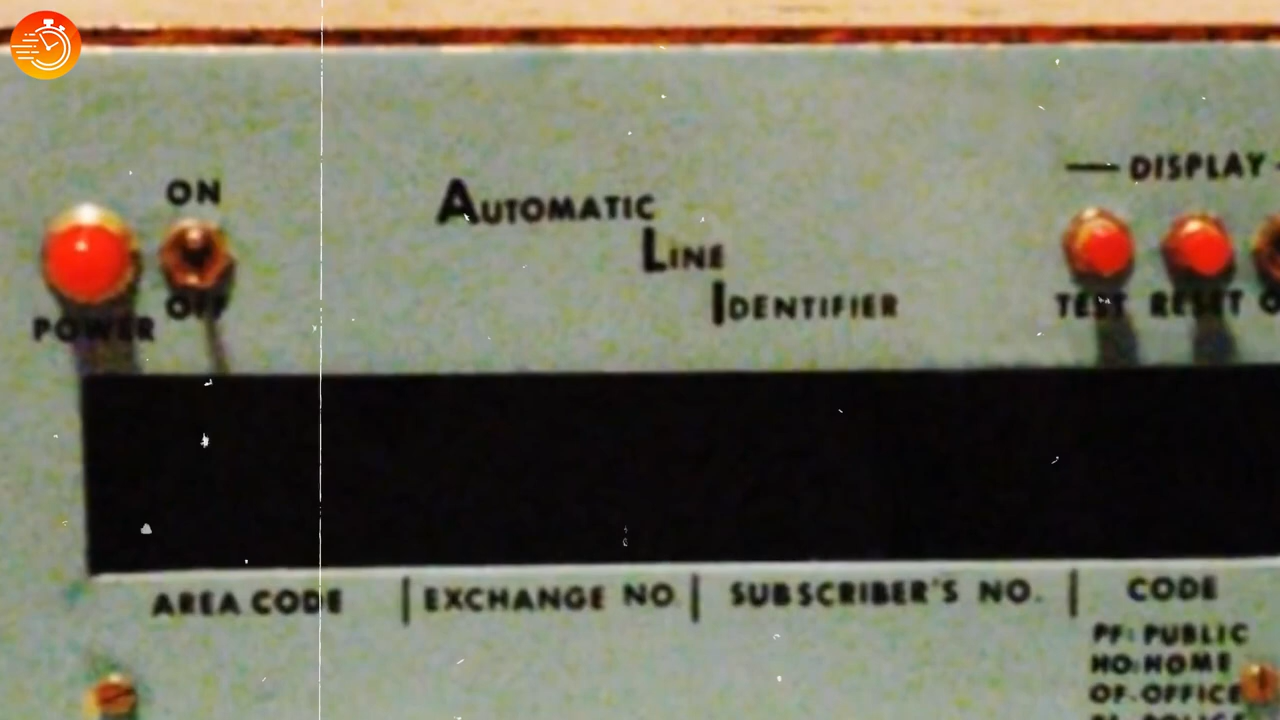 ON
OFF
POWER
AUTOMATIC
LINE
IDENTIFIER
DISPLAY
TEST RESET
AREA CODE | EXCHANGE NO. | SUBSCRIBER'S NO. | CODE
PF: PUBLIC
HO: HOME
OF-OFFICE